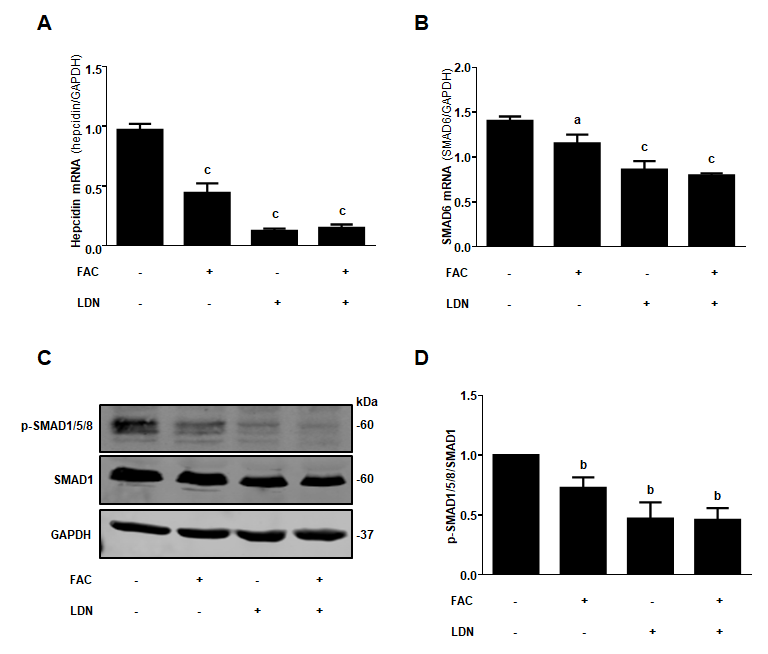 A
Hepcidin mRNA (hepcidin/GAPDH)
1.5
1.0
0.5
0.0
c
c
c
FAC - + - +
LDN - - + +
B
SMAD6 mRNA (SMAD6/GAPDH)
2.0
1.5
1.0
0.5
0.0
a
c
c
FAC - + - +
LDN - - + +
C
kDa
p-SMAD1/5/8 -60
SMAD1 -60
GAPDH -37
FAC - + - +
LDN - - + +
D
p-SMAD1/5/8/SMAD1
1.5
1.0
0.5
0.0
b
b
b
FAC - + - +
LDN - - + +